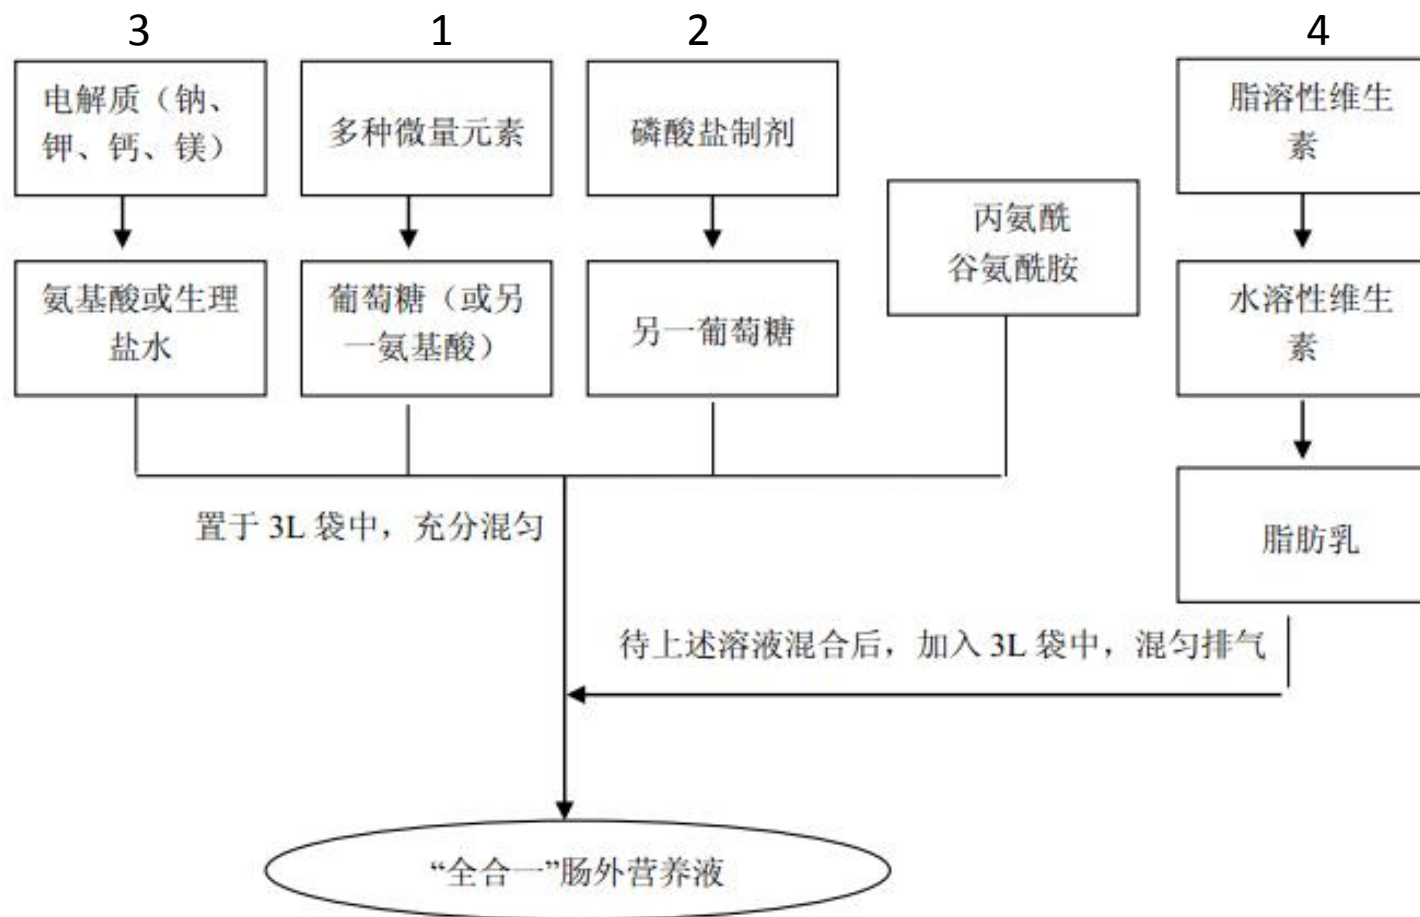 3
1
2
4
电解质（钠、
钾、钙、镁）
多种微量元素
磷酸盐制剂
脂溶性维生
素
丙氨酰
谷氨酰胺
氨基酸或生理
盐水
葡萄糖（或另
一氨基酸）
另一葡萄糖
水溶性维生
素
置于 3L 袋中，充分混匀
脂肪乳
待上述溶液混合后，加入 3L 袋中，混匀排气
“全合一”肠外营养液